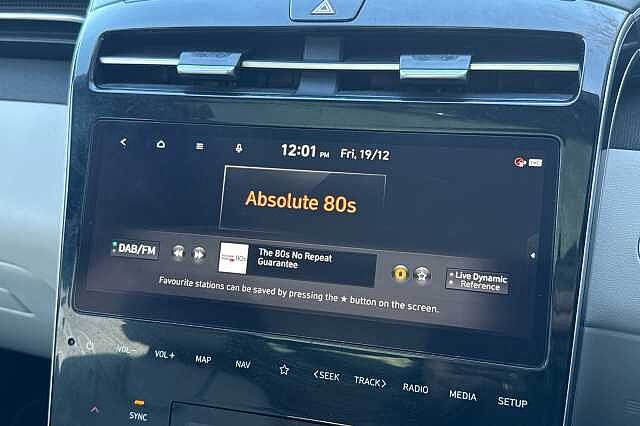 12:01 PM Fri, 19/12
Absolute 80s
DAB/FM
80s
The 80s No Repeat
Guarantee
Live Dynamic
Reference
Favourite stations can be saved by pressing the ★ button on the screen.
VOL-
VOL+
MAP
NAV
<SEEK
TRACK>
RADIO
MEDIA
SETUP
SYNC